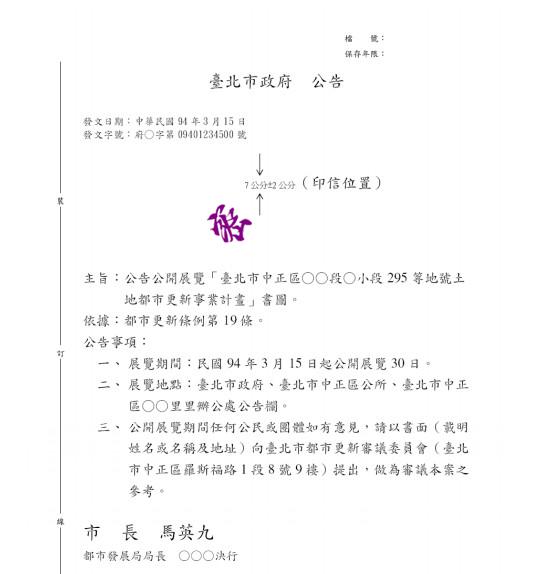 檔　號：
保存年限：
臺北市政府　公告
發文日期：中華民國 94 年 3 月 15 日
發文字號：府○字第 09401234500 號
7 公分±2 公分（印信位置）
裝
主旨：公告公開展覽「臺北市中正區○○段○小段 295 等地號土
地都市更新事業計畫」書圖。
依據：都市更新條例第 19 條。
公告事項：
訂
一、 展覽期間：民國 94 年 3 月 15 日起公開展覽 30 日。
二、 展覽地點：臺北市政府、臺北市中正區公所、臺北市中正
區○○里里辦公處公告欄。
三、 公開展覽期間任何公民或團體如有意見，請以書面（載明
姓名或名稱及地址）向臺北市都市更新審議委員會（臺北
市中正區羅斯福路 1 段 8 號 9 樓）提出，做為審議本案之
參考。
線
市　長　馬英九
都市發展局局長　○○○決行